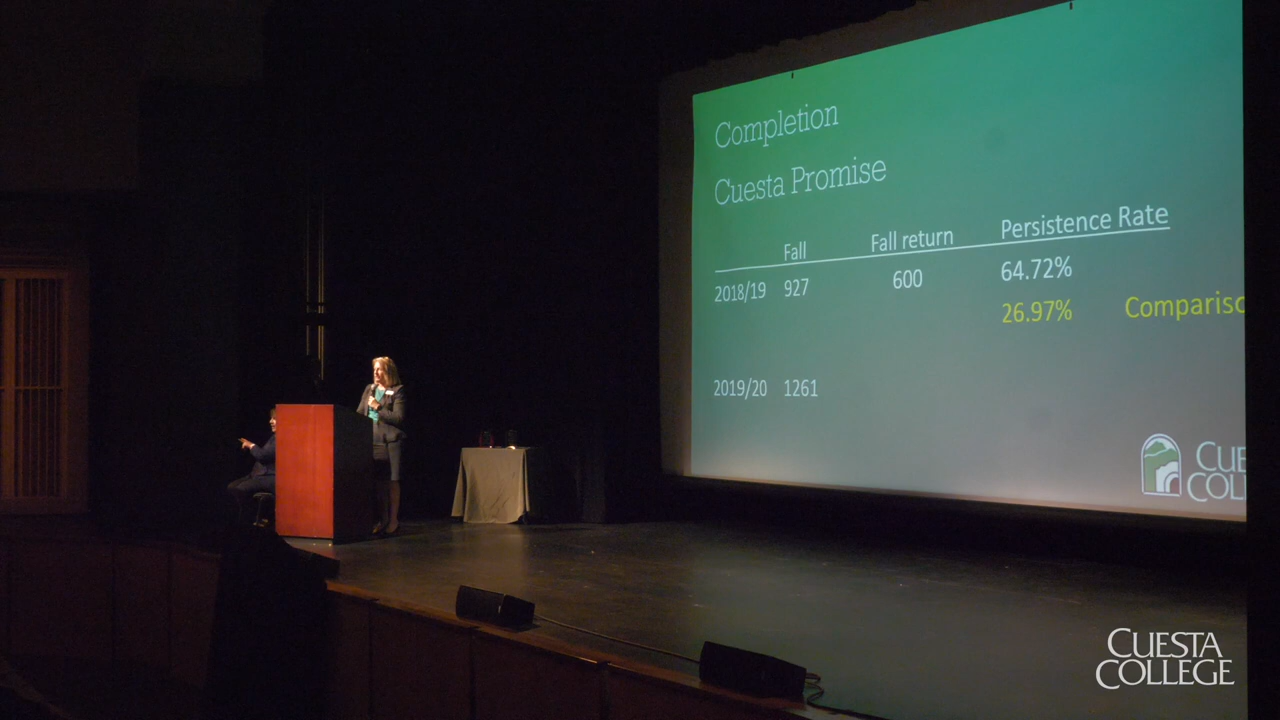 Completion
Cuesta Promise
Fall Fall return Persistence Rate
2018/19 927 600 64.72%
26.97%
2019/20 1261
CUESTA
COLLEGE